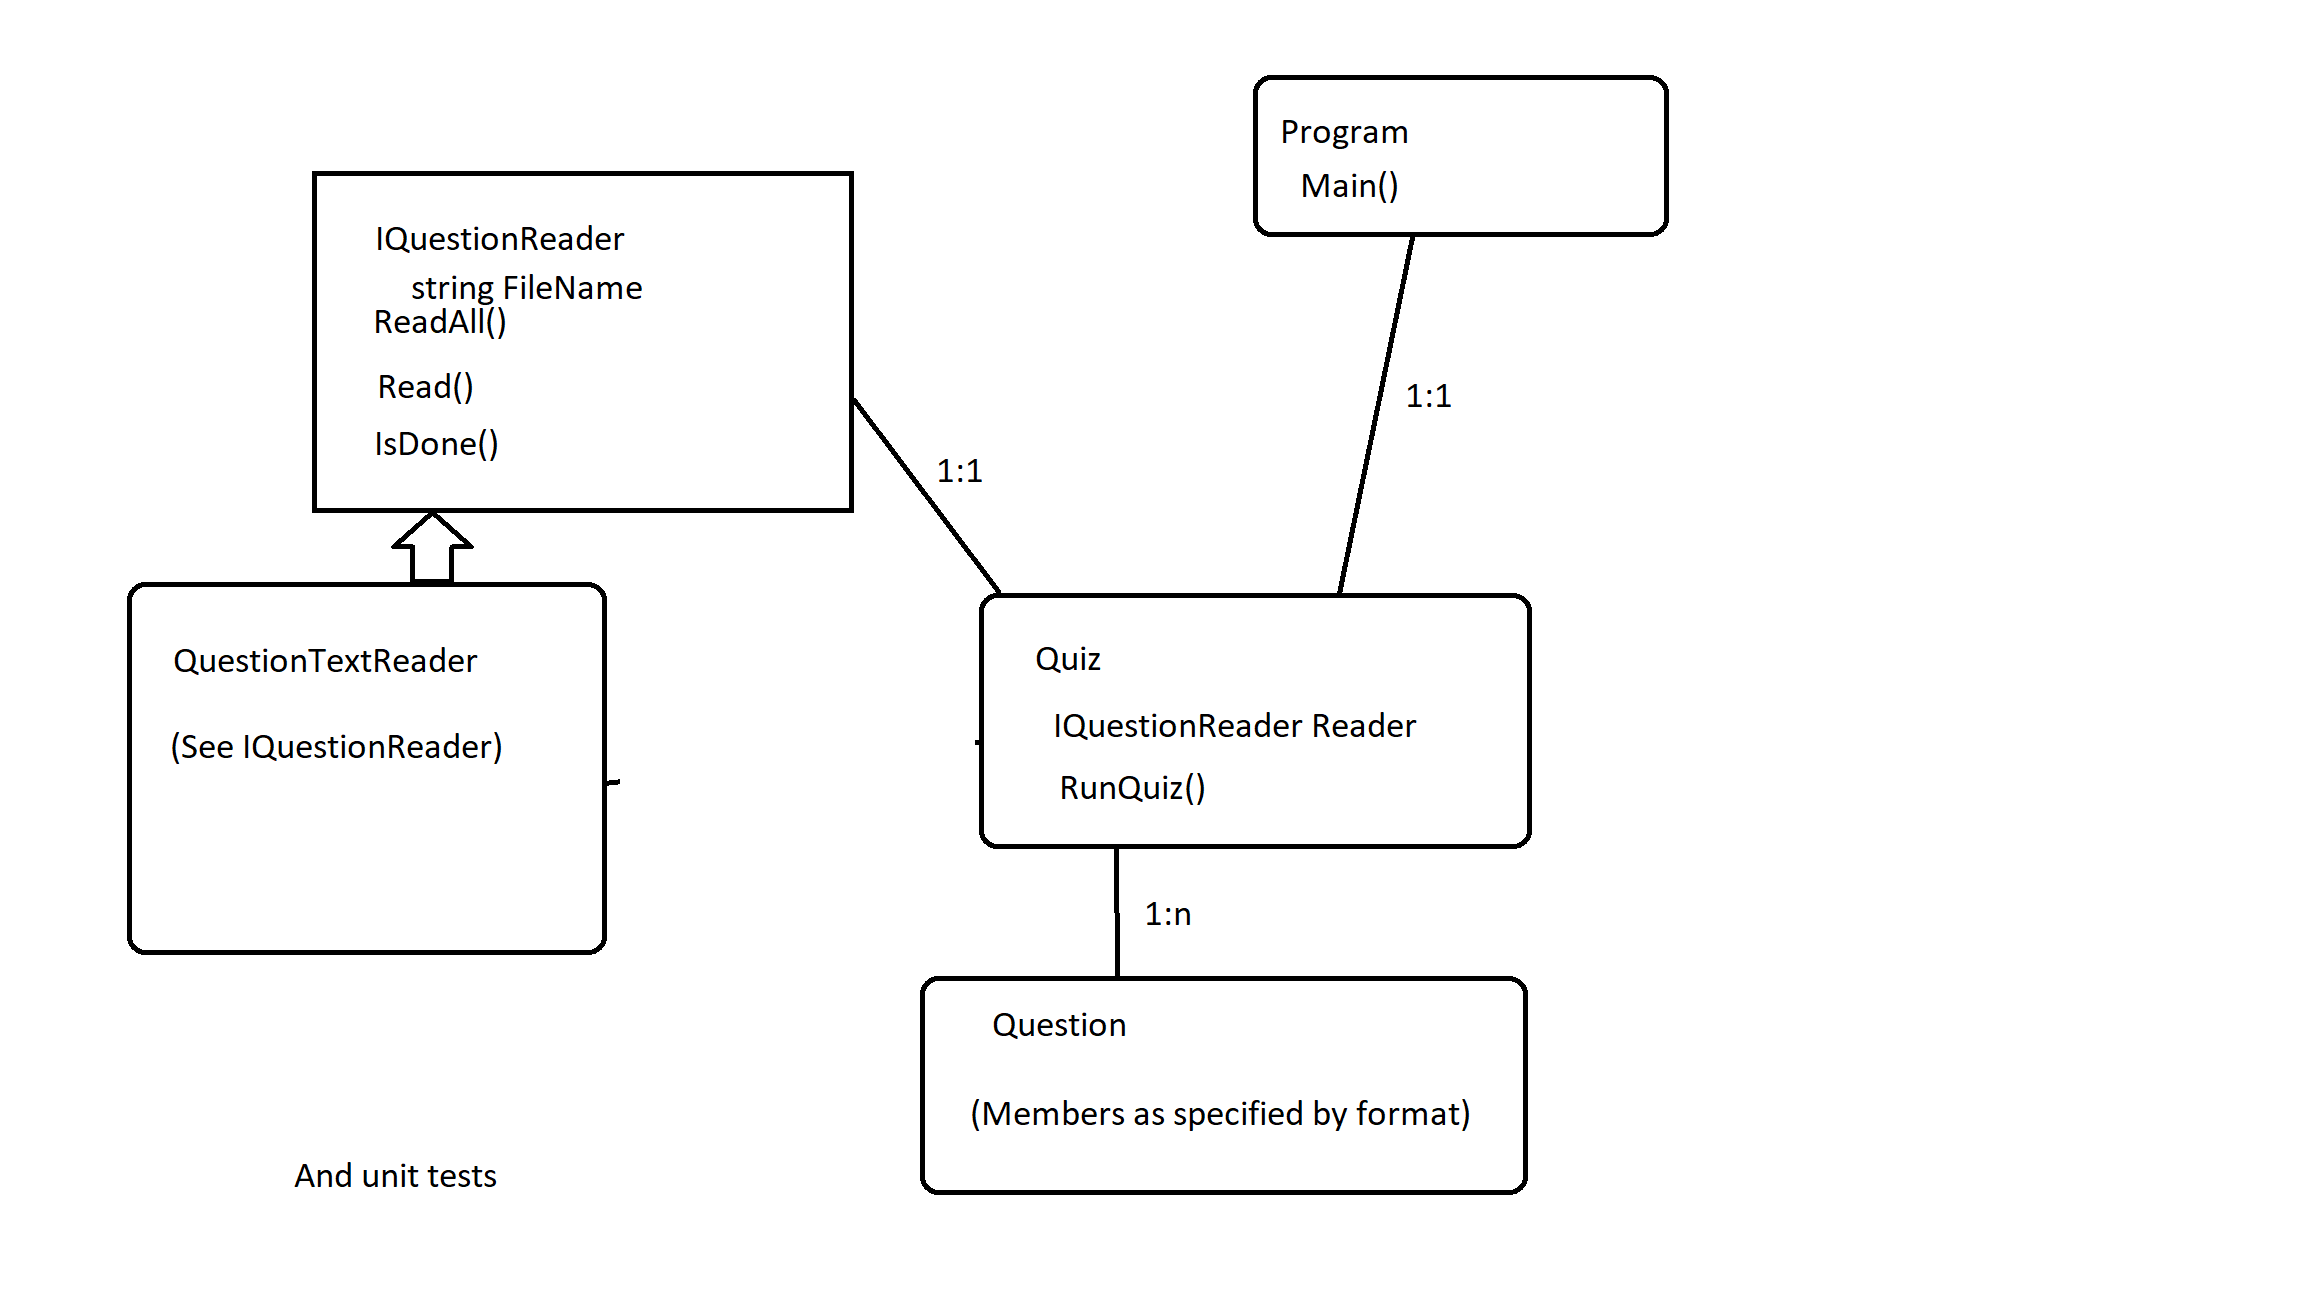 Program
Main()
1:1
IQuestionReader
string FileName
ReadAll()
Read()
IsDone()
1:1
QuestionTextReader
(See IQuestionReader)
Quiz
IQuestionReader Reader
RunQuiz()
1:n
Question
(Members as specified by format)
And unit tests